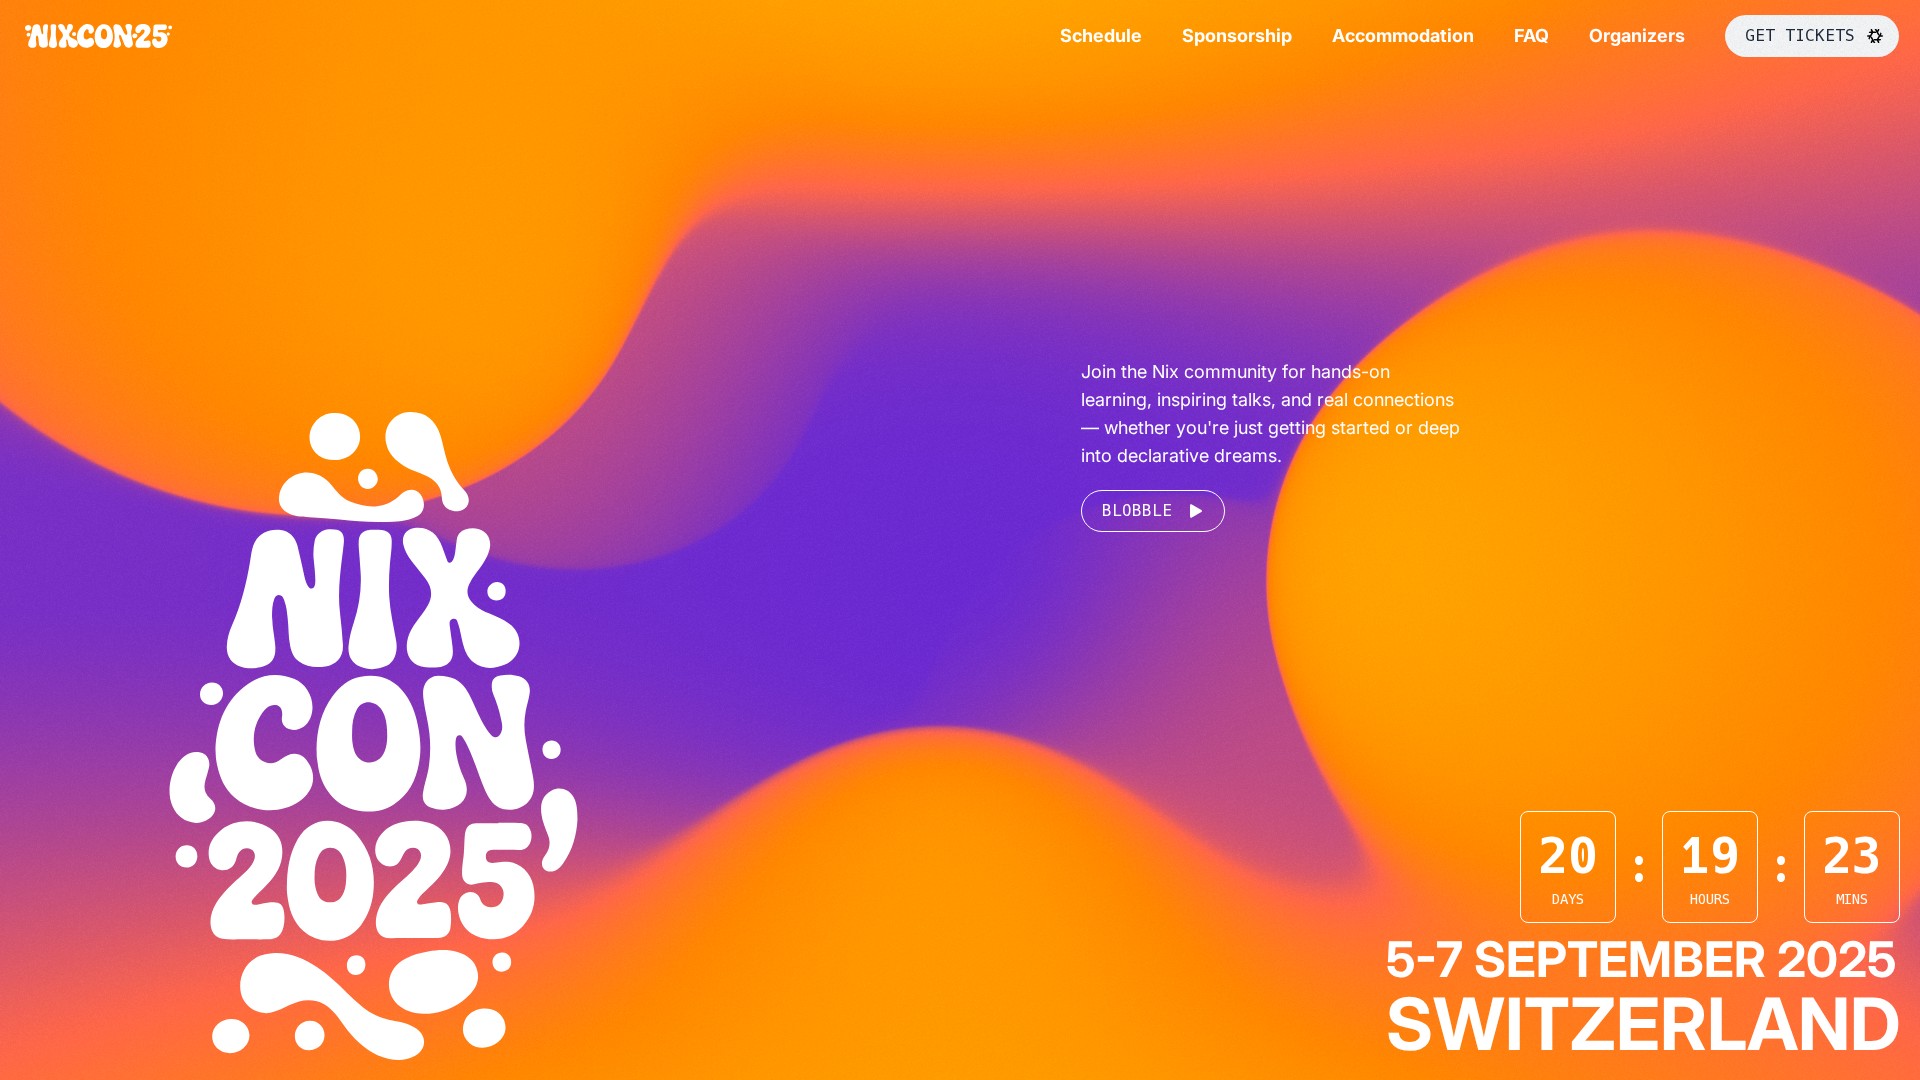 NIX·CON·25
Schedule
Sponsorship
Accommodation
FAQ
Organizers
GET TICKETS
Join the Nix community for hands-on
learning, inspiring talks, and real connections
— whether you're just getting started or deep
into declarative dreams.
BLOBBLE
NIX
CON
2025
20 : 19 : 23
DAYS HOURS MINS
5-7 SEPTEMBER 2025
SWITZERLAND